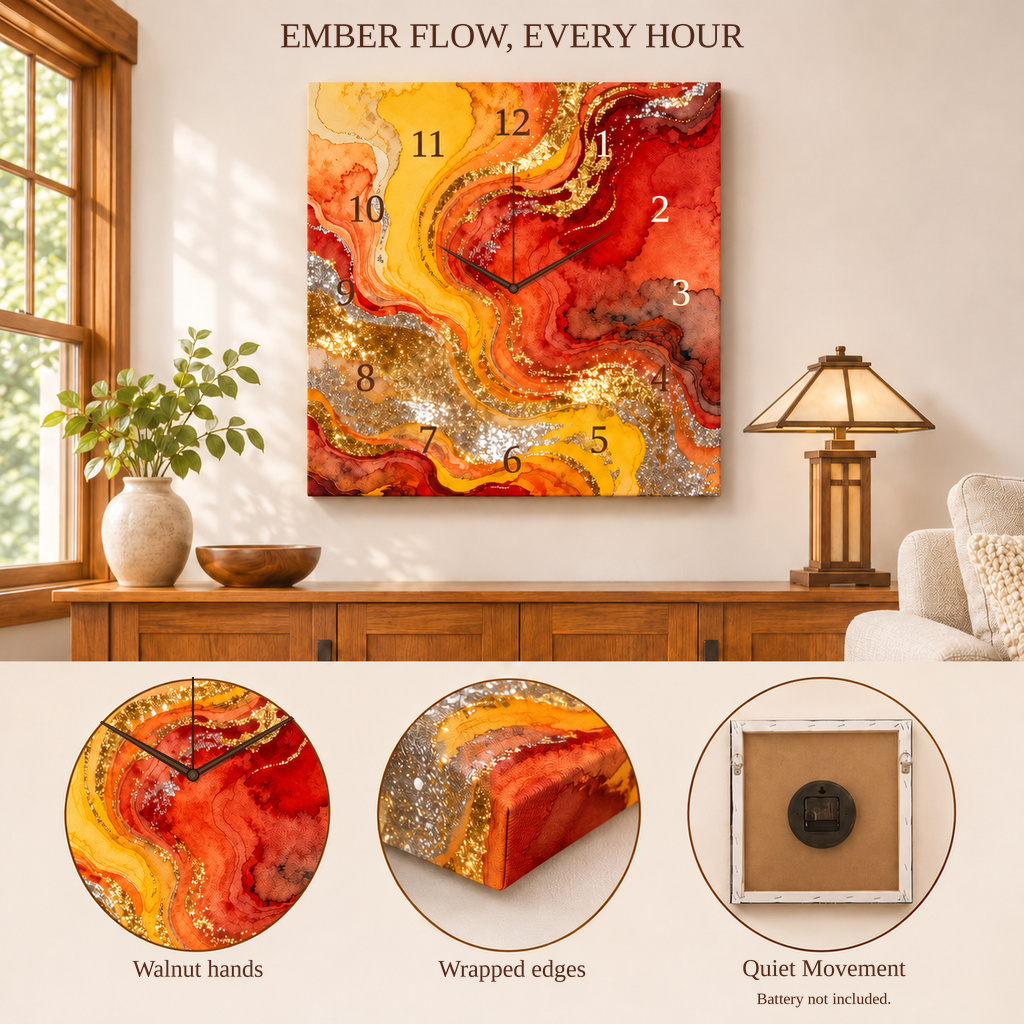 EMBER FLOW, EVERY HOUR
12
11
1
10
2
9
3
8
4
7
5
6
Walnut hands
Wrapped edges
Quiet Movement
Battery not included.